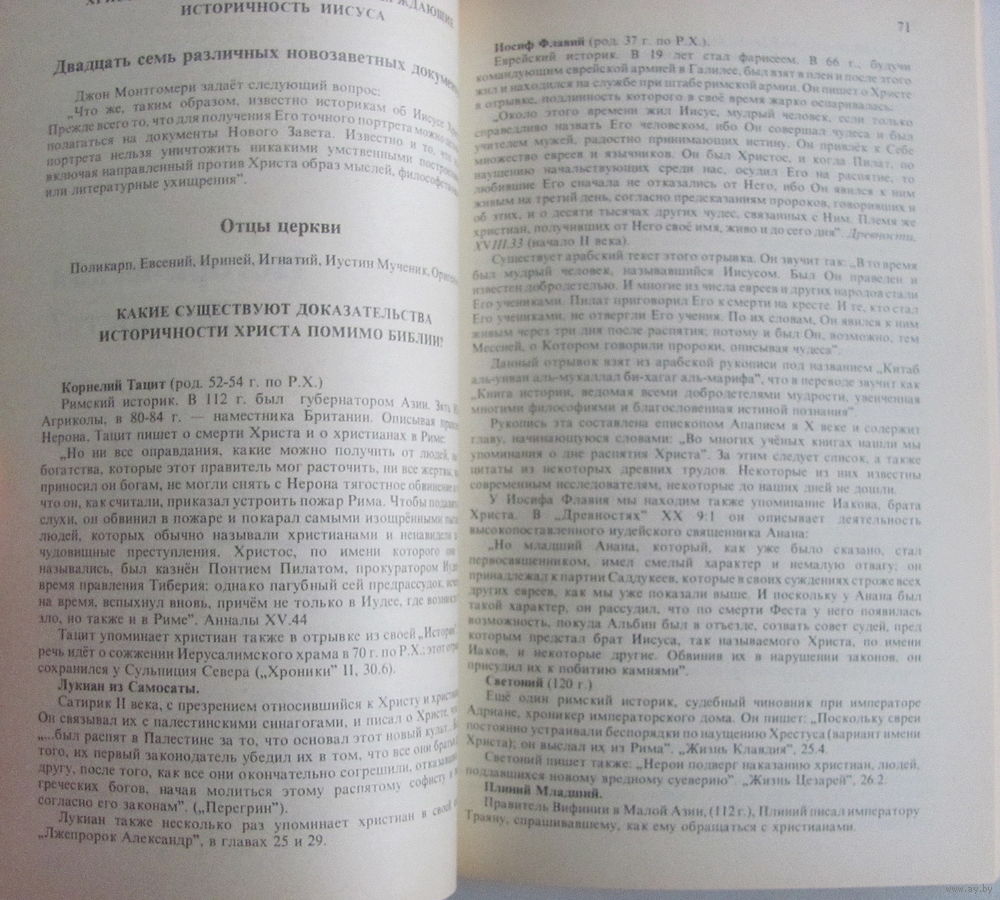 ИСТОРИЧНОСТЬ ИИСУСА
Двадцать семь различных новозаветных
Джон Монтгомери задаёт следующий вопрос:
„Что же, таким образом, известно историкам об Иисусе
Прежде всего то, что для получения Его точного портрета можно
полагаться на документы Нового Завета. Известно и то, что
портрета нельзя уничтожить никакими умственными
включая направленный против Христа образ мыслей,
или литературные ухищрения”.
Отцы церкви
Поликарп, Евсений, Ириней, Игнатий, Иустин Мученик,
КАКИЕ СУЩЕСТВУЮТ ДОКАЗАТЕЛЬСТВА
ИСТОРИЧНОСТИ ХРИСТА ПОМИМО БИБЛИИ?
Корнелий Тацит (род. 52-54 г. по Р.Х.)
Римский историк. В 112 г. был губернатором Азии. Зять
Агриколы, в 80-84 г. — наместника Британии. Описывая
Нерона, Тацит пишет о смерти Христа и о христианах в Риме:
„Но ни все оправдания, какие можно получить от людей,
богатства, которые этот правитель мог расточить, ни все жертвы,
приносил он богам, не могли снять с Нерона тягостное обвинение
что он, как считали, приказал устроить пожар Рима. Чтобы
слухи, он обвинил в пожаре и покарал самыми изощрёнными
людей, которых обычно называли христианами и ненавидели
чудовищные преступления. Христос, по имени которого они
назывались, был казнён Понтием Пилатом, прокуратором
время правления Тиберия: однако пагубный сей предрассудок,
на время, вспыхнул вновь, причём не только в Иудее, где
зло, но также и в Риме”. Анналы XV.44
Тацит упоминает христиан также в отрывке из своей „Истории”
речь идёт о сожжении Иерусалимского храма в 70 г. по Р.Х.; этот
сохранился у Сульпиция Севера („Хроники” II, 30.6).
Лукиан из Самосаты.
Сатирик II века, с презрением относившийся к Христу и
Он связывал их с палестинскими синагогами, и писал о Христе,
„...был распят в Палестине за то, что основал этот новый культ...
того, их первый законодатель убедил их в том, что все они братья
другу, после того, как все они окончательно согрешили,
греческих богов, начав молиться этому распятому софисту и
согласно его законам”. („Перегрин”).
Лукиан также несколько раз упоминает христиан в своей
„Лжепророк Александр”, в главах 25 и 29.
71
Иосиф Флавий (род. 37 г. по Р.Х.).
Еврейский историк. В 19 лет стал фарисеем. В 66 г., будучи
командующим еврейской армией в Галилее, был взят в плен и после этого
жил и находился на службе при штабе римской армии. Он пишет о Христе
в отрывке, подлинность которого в своё время жарко оспаривалась:
„Около этого времени жил Иисус, мудрый человек, если только
справедливо назвать Его человеком, ибо Он совершал чудеса и был
учителем мужей, радостно принимающих истину. Он привлёк к Себе
множество евреев и язычников. Он был Христос, и когда Пилат, по
наущению начальствующих среди нас, осудил Его на распятие, то
любившие Его сначала не отказались от Него, ибо Он явился к ним
живым на третий день, согласно предсказаниям пророков, говоривших и
об этих, и о десяти тысячах других чудес, связанных с Ним. Племя же
христиан, получивших от Него своё имя, живо и до сего дня”. Древности,
XVIII.33 (начало II века).
Существует арабский текст этого отрывка. Он звучит так: „В то время
был мудрый человек, называвшийся Иисусом. Был Он праведен и
известен добродетелью. И многие из числа евреев и других народов стали
Его учениками. Пилат приговорил Его к смерти на кресте. И те, кто стал
Его учениками, не отвергли Его учения. По их словам, Он явился к ним
живым через три дня после распятия; потому и был Он, возможно, тем
Мессией, о Котором говорили пророки, описывая чудеса”.
Данный отрывок взят из арабской рукописи под названием „Китаб
аль-унван аль-мукаллал би-хагаг аль-марифа”, что в переводе звучит как
„Книга истории, ведомая всеми добродетелями мудрости, увенчанная
многими философиями и благословенная истиной познания”.
Рукопись эта составлена епископом Апапием в X веке и содержит
главу, начинающуюся словами: „Во многих учёных книгах нашли мы
упоминания о дне распятия Христа”. За этим следует список, а также
цитаты из некоторых древних трудов. Некоторые из них известны
современным исследователям, некоторые до наших дней не дошли.
У Иосифа Флавия мы находим также упоминание Иакова, брата
Христа. В „Древностях” XX 9:1 он описывает деятельность
высокопоставленного иудейского священника Анана:
„Но младший Анана, который, как уже было сказано, стал
первосвященником, имел смелый характер и немалую отвагу; он
принадлежал к партии Саддукеев, которые в своих суждениях строже всех
других евреев, как мы уже показали выше. И поскольку у Анана был
такой характер, он рассудил, что по смерти Феста у него появилась
возможность, покуда Альбин был в отъезде, созвать совет судей, пред
которым предстал брат Иисуса, так называемого Христа, по имени
Иаков, и некоторые другие. Обвинив их в нарушении законов, он
присудил их к побитию камнями”.
Светоний (120 г.)
Ещё один римский историк, судебный чиновник при императоре
Адриане, хроникер императорского дома. Он пишет: „Поскольку евреи
постоянно устраивали беспорядки по наущению Хрестуса (вариант имени
Христа); он выслал их из Рима”. „Жизнь Клавдия”, 25.4.
Светоний пишет также: „Нерон подверг наказанию христиан, людей,
поддавшихся новому вредному суеверию”. „Жизнь Цезарей”, 26.2.
Плиний Младший.
Правитель Вифинии в Малой Азии, (112 г.), Плиний писал императору
Траяну, спрашивавшему, как ему обращаться с христианами.
www.ay.by